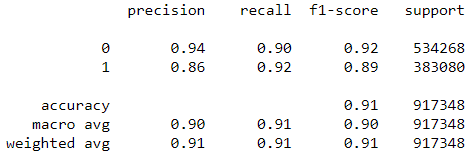 precision recall f1-score support
0 0.94 0.90 0.92 534268
1 0.86 0.92 0.89 383080
accuracy 0.91 917348
macro avg 0.90 0.91 0.90 917348
weighted avg 0.91 0.91 0.91 917348